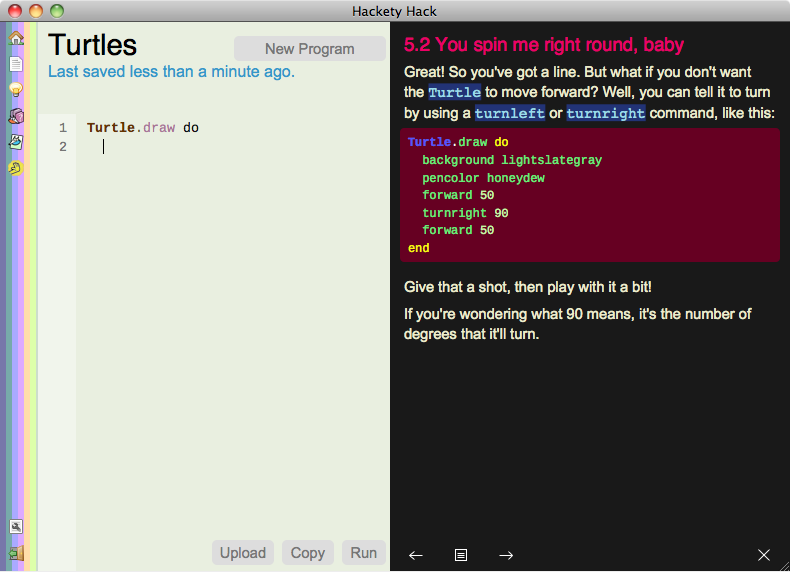 Hackety Hack
Turtles
New Program
Last saved less than a minute ago.
1 Turtle.draw do
2
Upload Copy Run
5.2 You spin me right round, baby
Great! So you've got a line. But what if you don't want
the Turtle to move forward? Well, you can tell it to turn
by using a turnleft or turnright command, like this:
Turtle.draw do
  background lightslategray
  pencolor honeydew
  forward 50
  turnright 90
  forward 50
end
Give that a shot, then play with it a bit!
If you're wondering what 90 means, it's the number of
degrees that it'll turn.